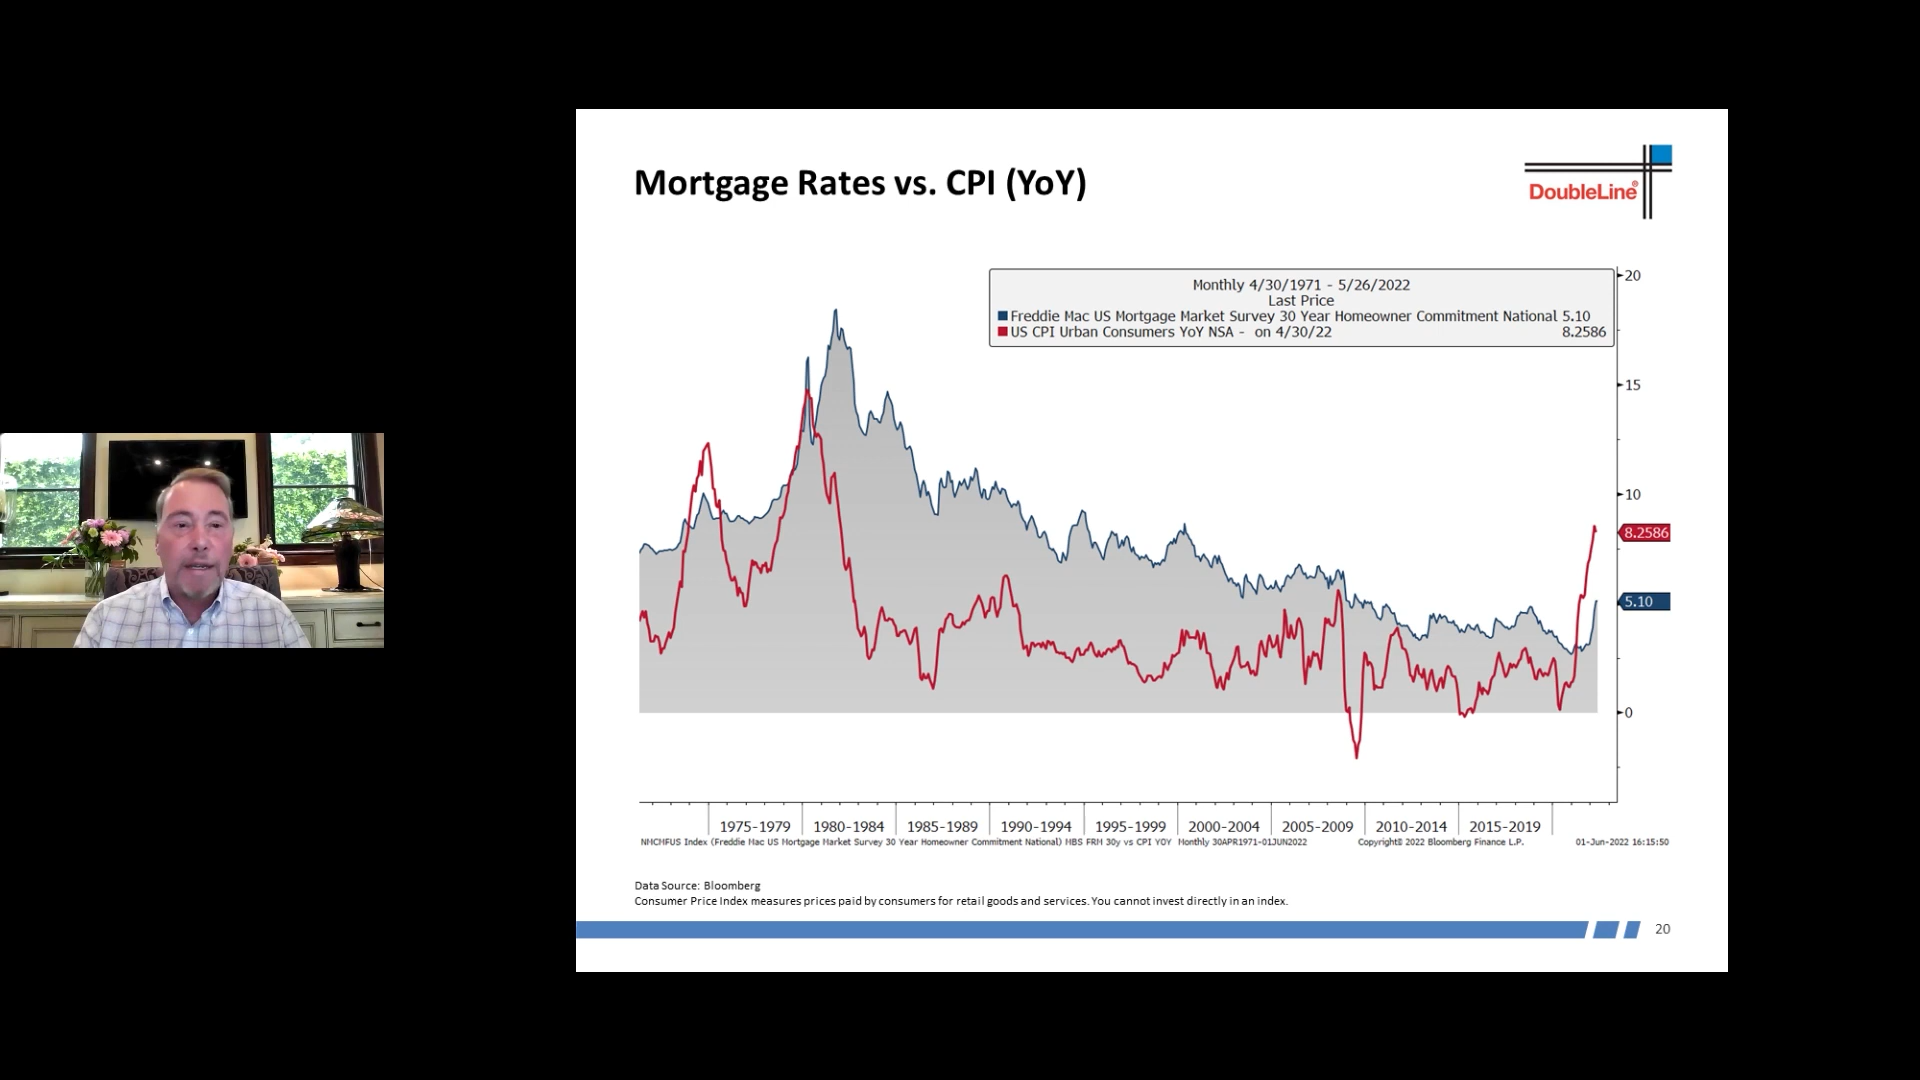 Mortgage Rates vs. CPI (YoY)
DoubleLine®
Monthly 4/30/1971 - 5/26/2022
Last Price
Freddie Mac US Mortgage Market Survey 30 Year Homeowner Commitment National 5.10
US CPI Urban Consumers YoY NSA - on 4/30/22 8.2586
20
15
10
8.2586
5.10
0
1975-1979 1980-1984 1985-1989 1990-1994 1995-1999 2000-2004 2005-2009 2010-2014 2015-2019
NMCMFUS Index (Freddie Mac US Mortgage Market Survey 30 Year Homeowner Commitment National) MBS FRM 30y vs CPI YOY Monthly 30APR1971-01JUN2022 Copyright© 2022 Bloomberg Finance L.P. 01-Jun-2022 16:15:50
Data Source: Bloomberg
Consumer Price Index measures prices paid by consumers for retail goods and services. You cannot invest directly in an index.
20